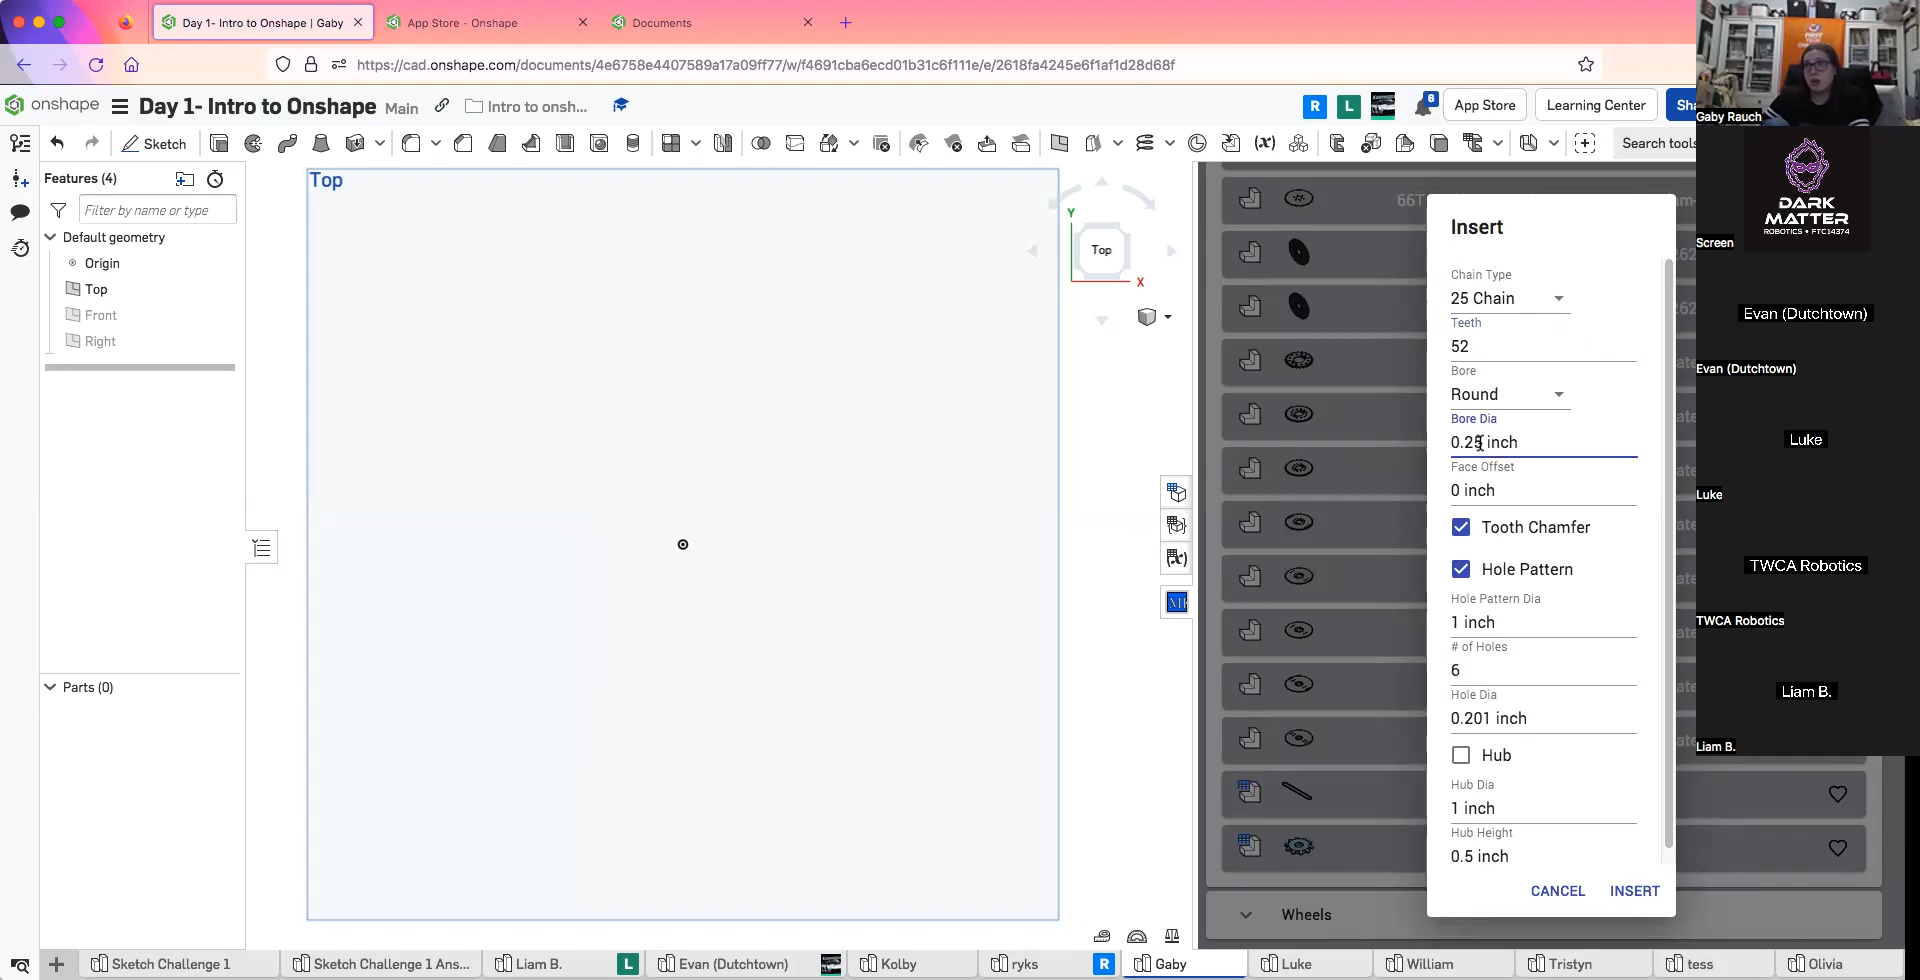 Day 1- Intro to Onshape | Gaby
App Store - Onshape
Documents
https://cad.onshape.com/documents/4e6758e4407589a17a09ff77/w/f4691cba6ecd01b31c6f111e/e/2618fa4245e6f1af1d28d68f
onshape
Day 1- Intro to Onshape
Main
Intro to onsh...
R
L
8
App Store
Learning Center
Sha
Gaby Rauch
Sketch
(x)
Search tools
Features (4)
Filter by name or type
Default geometry
Origin
Top
Front
Right
Parts (0)
Top
Y
Top
X
66T
Insert
Chain Type
25 Chain
Teeth
52
Bore
Round
Bore Dia
0.25 inch
Face Offset
0 inch
Tooth Chamfer
Hole Pattern
Hole Pattern Dia
1 inch
# of Holes
6
Hole Dia
0.201 inch
Hub
Hub Dia
1 inch
Hub Height
0.5 inch
CANCEL
INSERT
Wheels
DARK
MATTER
ROBOTICS • FTC14374
Screen
Evan (Dutchtown)
Evan (Dutchtown)
Luke
Luke
TWCA Robotics
TWCA Robotics
Liam B.
Liam B.
Sketch Challenge 1
Sketch Challenge 1 Ans...
Liam B.
L
Evan (Dutchtown)
Kolby
ryks
R
Gaby
Luke
William
Tristyn
tess
Olivia